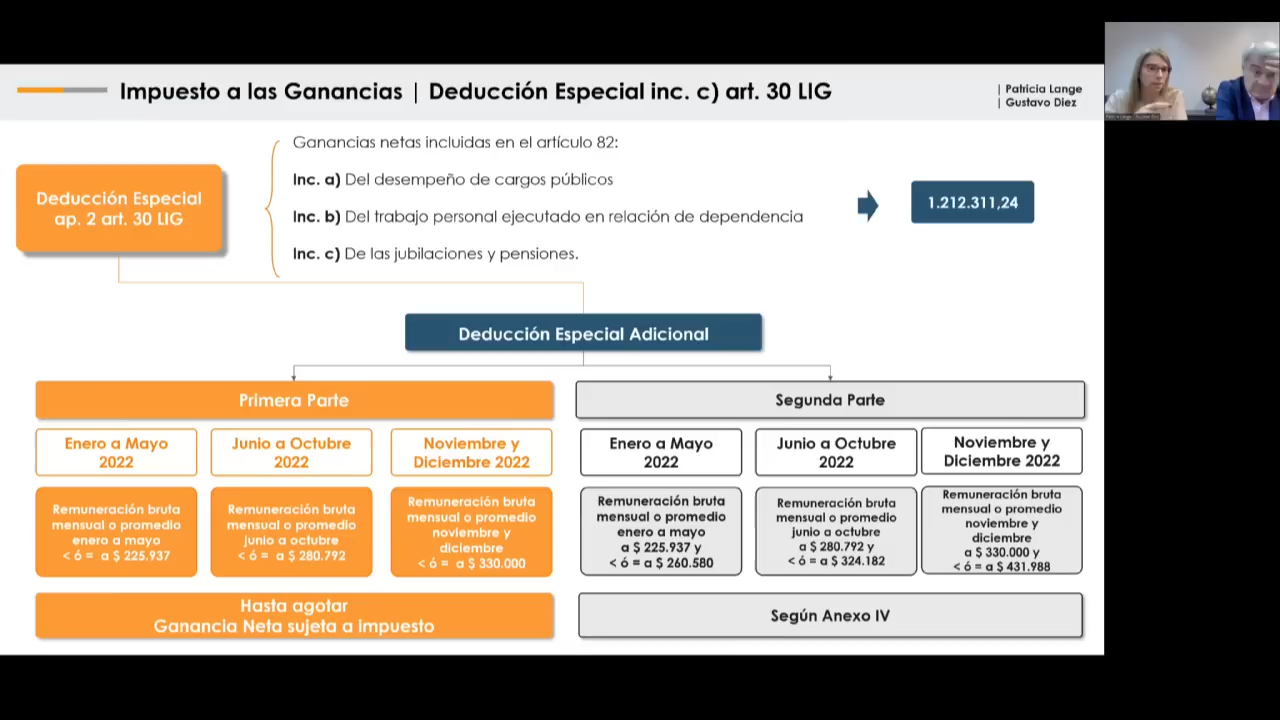 Impuesto a las Ganancias | Deducción Especial inc. c) art. 30 LIG
| Patricia Lange
| Gustavo Diez
Deducción Especial
ap. 2 art. 30 LIG
Ganancias netas incluidas en el artículo 82:
Inc. a) Del desempeño de cargos públicos
Inc. b) Del trabajo personal ejecutado en relación de dependencia
Inc. c) De las jubilaciones y pensiones.
1.212.311,24
Deducción Especial Adicional
Primera Parte
Enero a Mayo
2022
Junio a Octubre
2022
Noviembre y
Diciembre 2022
Remuneración bruta
mensual o promedio
enero a mayo
< ó = a $ 225.937
Remuneración bruta
mensual o promedio
junio a octubre
< ó = a $ 280.792
Remuneración bruta
mensual o promedio
noviembre y
diciembre
< ó = a $ 330.000
Hasta agotar
Ganancia Neta sujeta a impuesto
Segunda Parte
Enero a Mayo
2022
Junio a Octubre
2022
Noviembre y
Diciembre 2022
Remuneración bruta
mensual o promedio
enero a mayo
a $ 225.937 y
< ó = a $ 260.580
Remuneración bruta
mensual o promedio
junio a octubre
a $ 280.792 y
< ó = a $ 324.182
Remuneración bruta
mensual o promedio
noviembre y
diciembre
a $ 330.000 y
< ó = a $ 431.988
Según Anexo IV